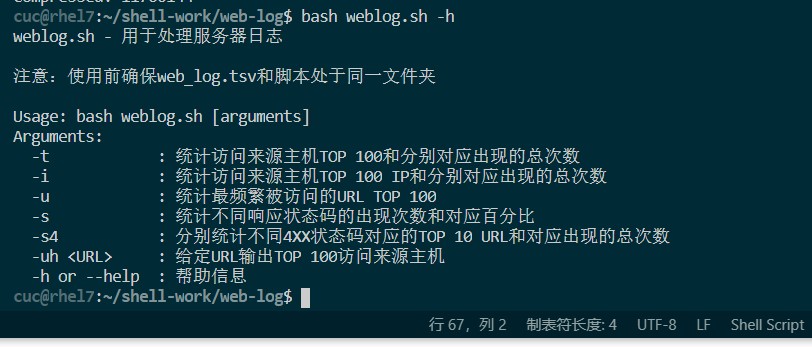 cuc@rhel7:~/shell-work/web-log$ bash weblog.sh -h
weblog.sh - 用于处理服务器日志
注意: 使用前确保web_log.tsv和脚本处于同一文件夹
Usage: bash weblog.sh [arguments]
Arguments:
-t : 统计访问来源主机TOP 100和分别对应出现的总次数
-i : 统计访问来源主机TOP 100 IP和分别对应出现的总次数
-u : 统计最频繁被访问的URL TOP 100
-s : 统计不同响应状态码的出现次数和对应百分比
-s4 : 分别统计不同4XX状态码对应的TOP 10 URL和对应出现的总次数
-uh <URL> : 给定URL输出TOP 100访问来源主机
-h or --help : 帮助信息
cuc@rhel7:~/shell-work/web-log$
行 67，列 2 制表符长度: 4 UTF-8 LF Shell Script